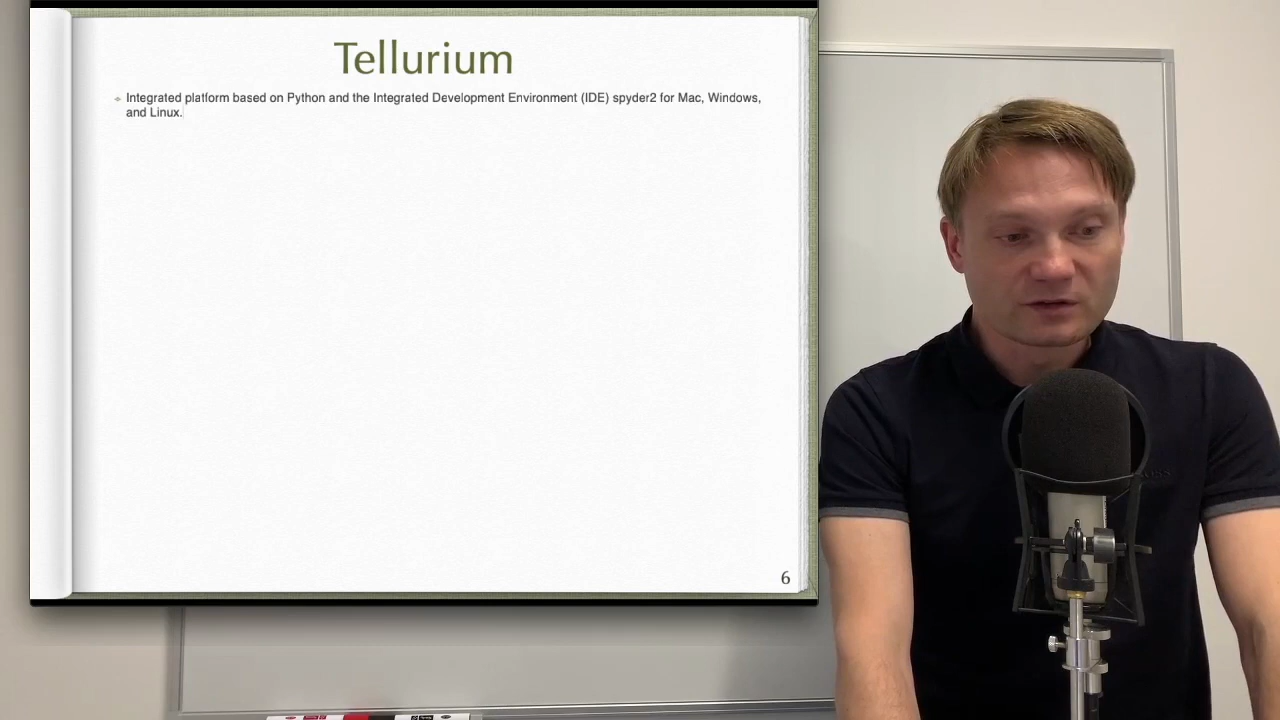 Tellurium
Integrated platform based on Python and the Integrated Development Environment (IDE) spyder2 for Mac, Windows,
and Linux.
6